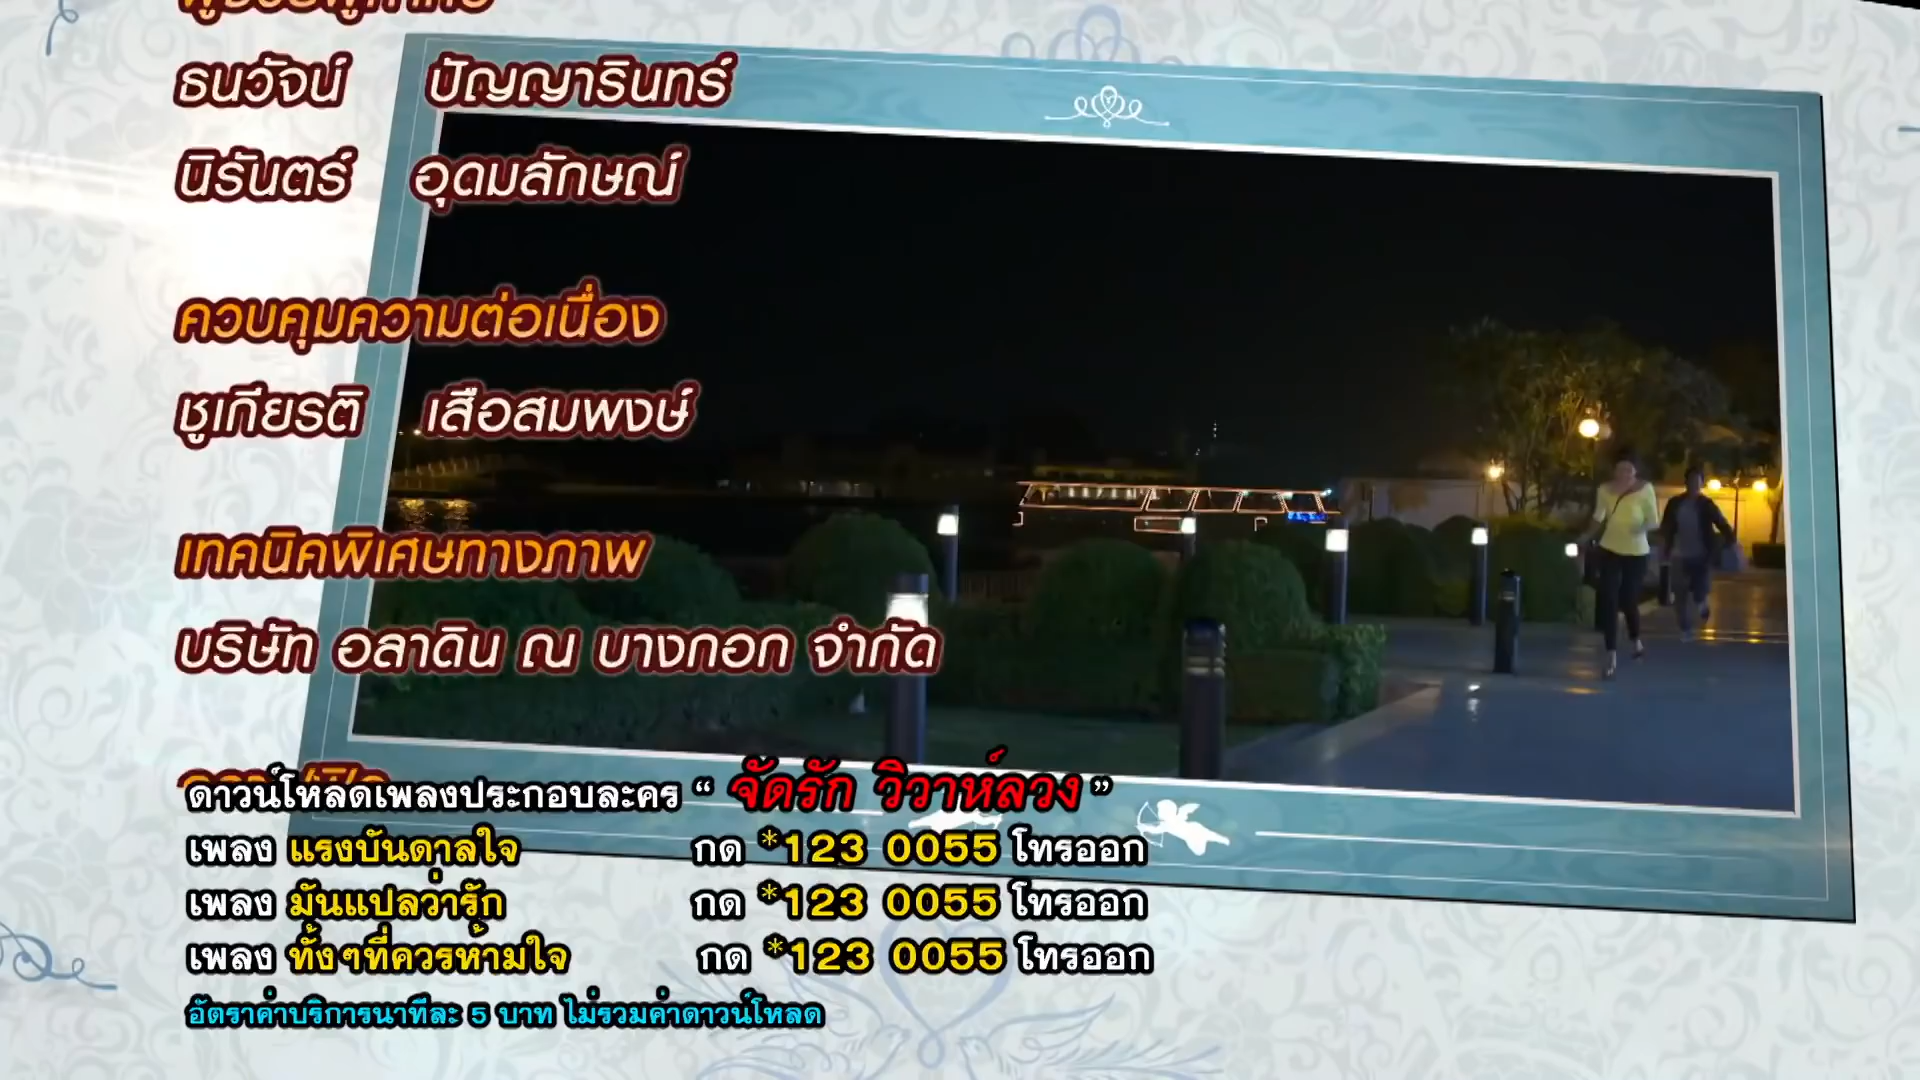 ธนวัจน์ ปัญญารินทร์
นิรันตร์ อุดมลักษณ์
ควบคุมความต่อเนื่อง
ชูเกียรติ เสือสมพงษ์
เทคนิคพิเศษทางภาพ
บริษัท อลาดิน ณ บางกอก จำกัด
ดาวน์โหลดเพลงประกอบละคร “ จัดรัก วิวาห์ลวง ”
เพลง แรงบันดาลใจ กด *123 0055 โทรออก
เพลง มันแปลว่ารัก กด *123 0055 โทรออก
เพลง ทั้งๆที่ควรห้ามใจ กด *123 0055 โทรออก
อัตราค่าบริการนาทีละ 5 บาท ไม่รวมค่าดาวน์โหลด